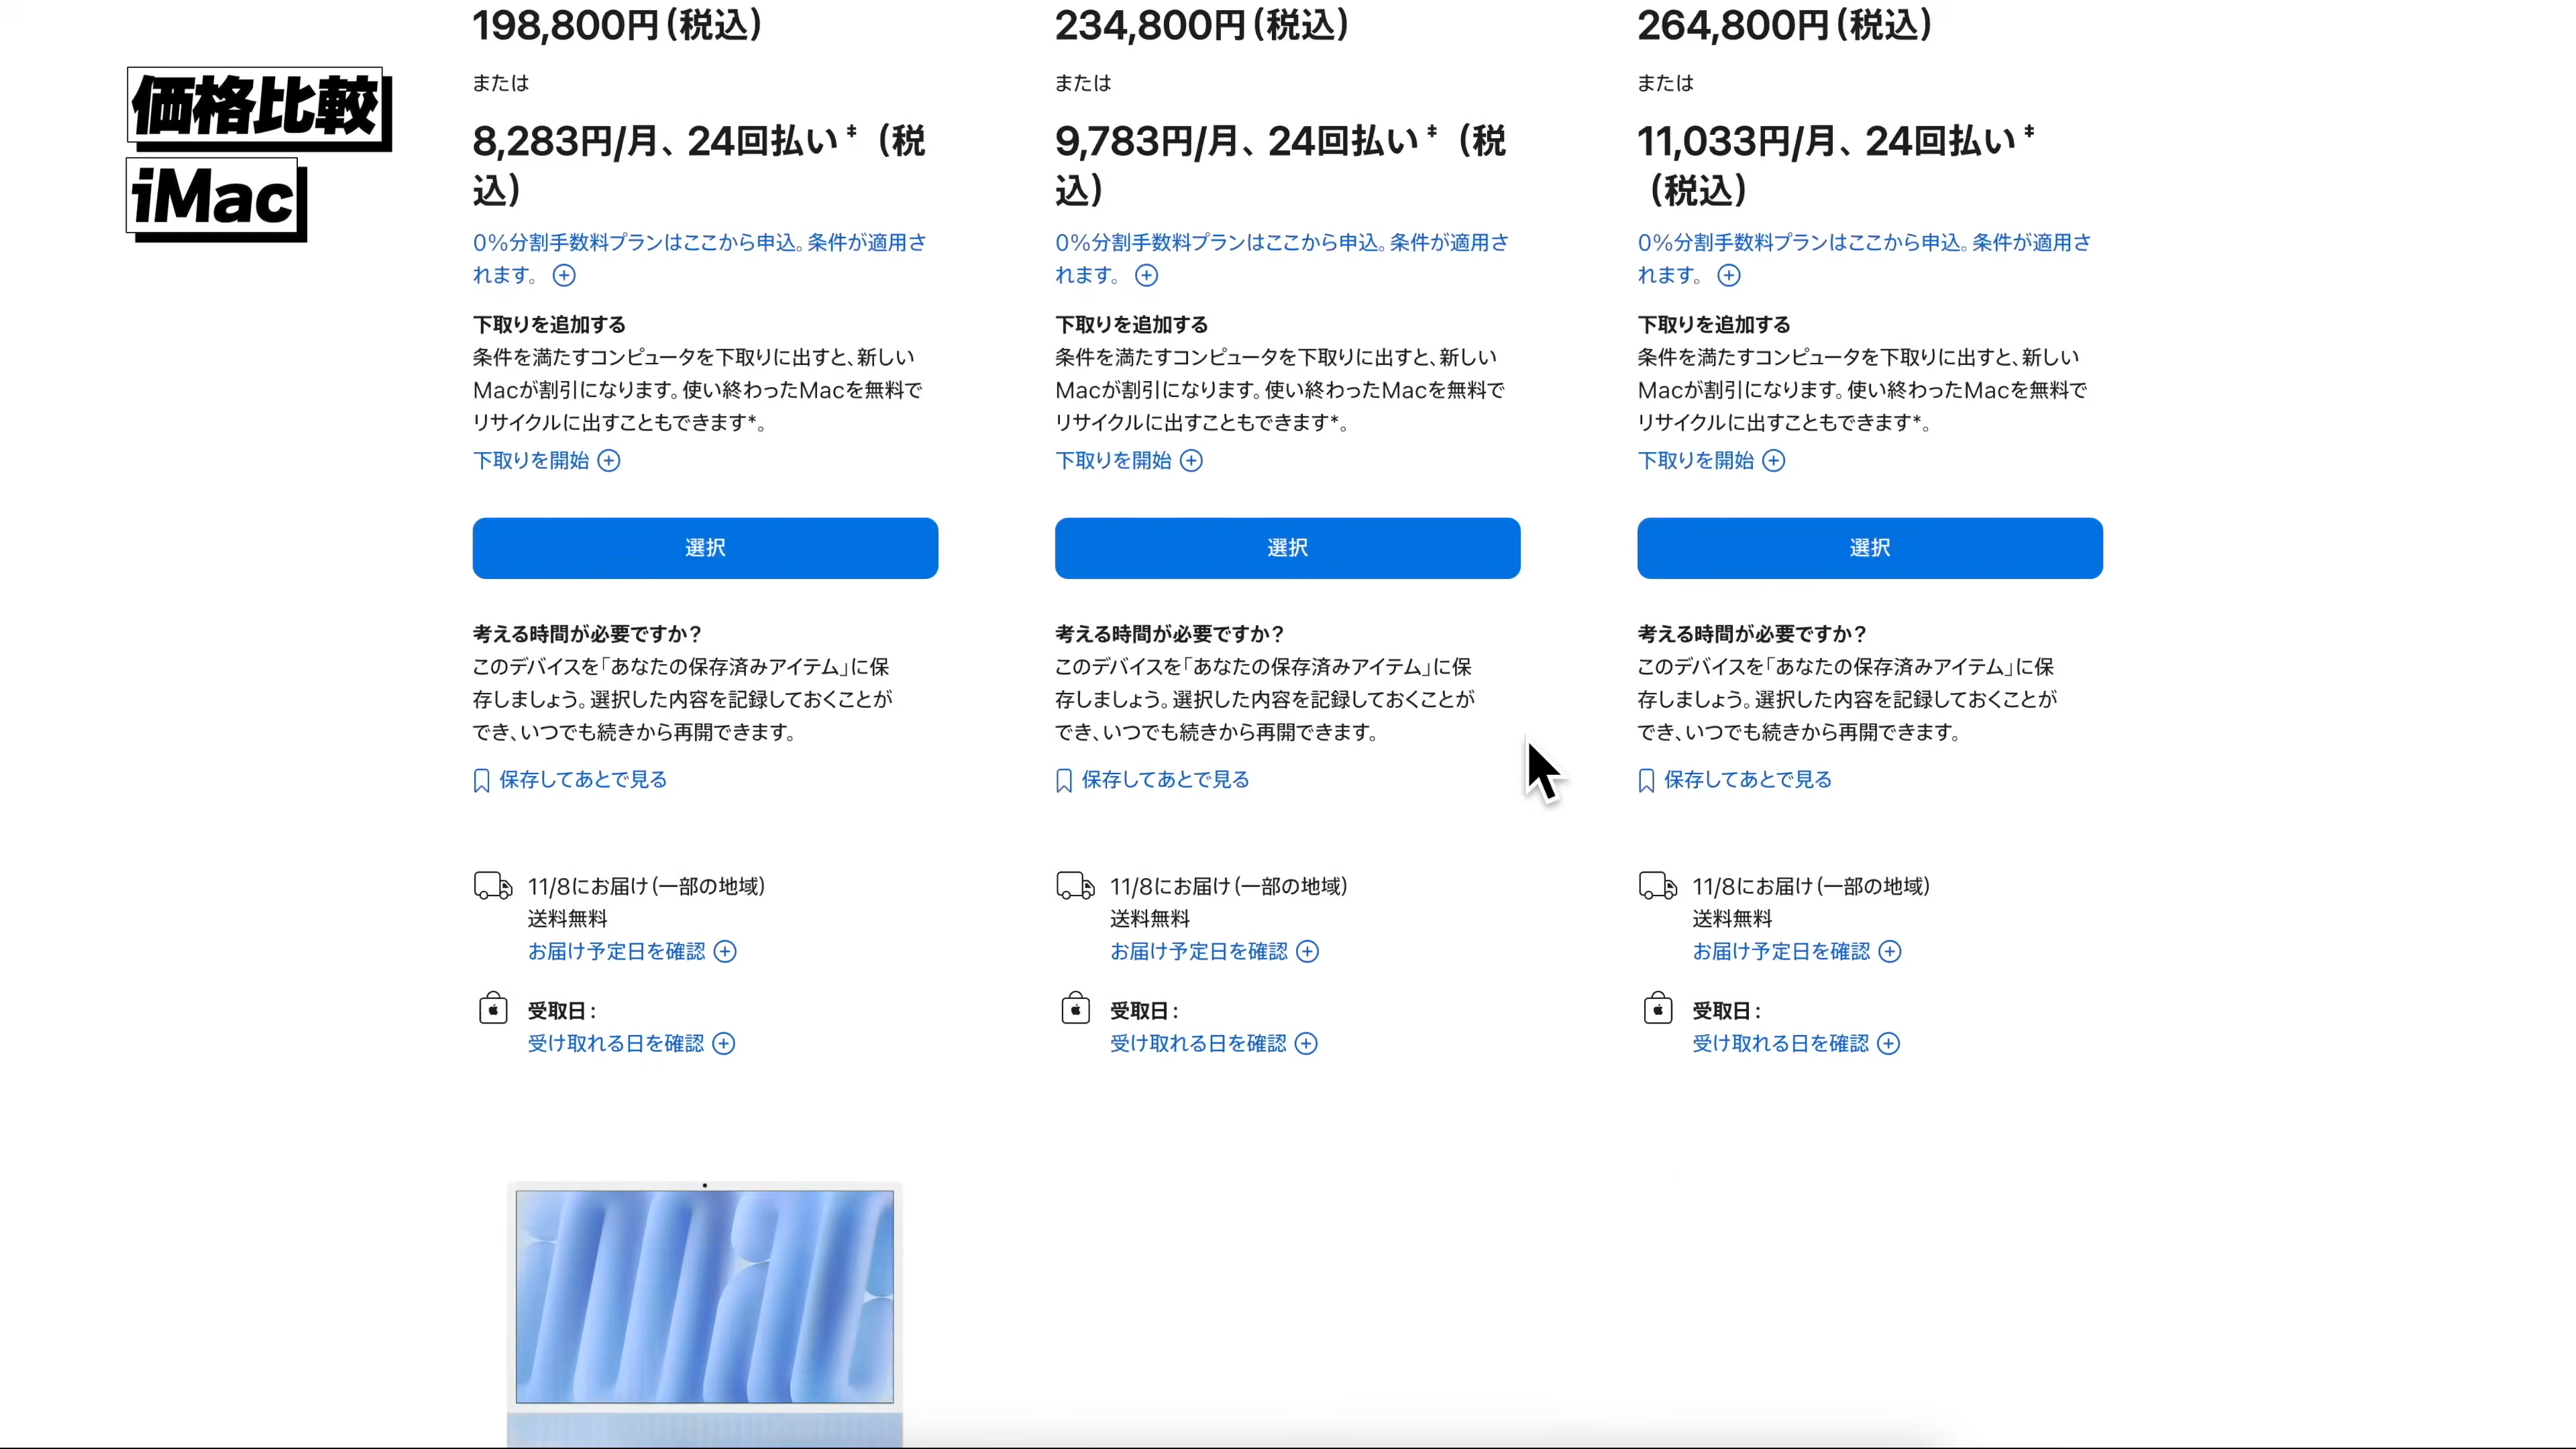 価格比較
iMac
198,800円(税込)
または
8,283円/月、24回払い‡（税
込）
0%分割手数料プランはここから申込。条件が適用さ
れます。
下取りを追加する
条件を満たすコンピュータを下取りに出すと、新しい
Macが割引になります。使い終わったMacを無料で
リサイクルに出すこともできます*。
下取りを開始
選択
考える時間が必要ですか？
このデバイスを「あなたの保存済みアイテム」に保
存しましょう。選択した内容を記録しておくことが
でき、いつでも続きから再開できます。
保存してあとで見る
11/8にお届け(一部の地域)
送料無料
お届け予定日を確認
受取日：
受け取れる日を確認
234,800円(税込)
または
9,783円/月、24回払い‡（税
込）
0%分割手数料プランはここから申込。条件が適用さ
れます。
下取りを追加する
条件を満たすコンピュータを下取りに出すと、新しい
Macが割引になります。使い終わったMacを無料で
リサイクルに出すこともできます*。
下取りを開始
選択
考える時間が必要ですか？
このデバイスを「あなたの保存済みアイテム」に保
存しましょう。選択した内容を記録しておくことが
でき、いつでも続きから再開できます。
保存してあとで見る
11/8にお届け(一部の地域)
送料無料
お届け予定日を確認
受取日：
受け取れる日を確認
264,800円(税込)
または
11,033円/月、24回払い‡
（税込）
0%分割手数料プランはここから申込。条件が適用さ
れます。
下取りを追加する
条件を満たすコンピュータを下取りに出すと、新しい
Macが割引になります。使い終わったMacを無料で
リサイクルに出すこともできます*。
下取りを開始
選択
考える時間が必要ですか？
このデバイスを「あなたの保存済みアイテム」に保
存しましょう。選択した内容を記録しておくことが
でき、いつでも続きから再開できます。
保存してあとで見る
11/8にお届け(一部の地域)
送料無料
お届け予定日を確認
受取日：
受け取れる日を確認